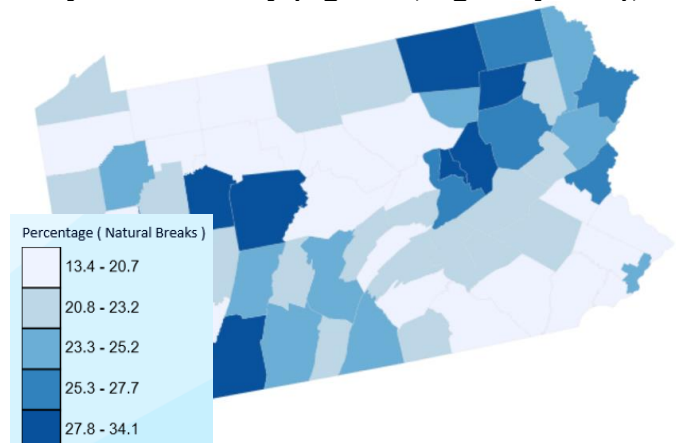 Percentage ( Natural Breaks )
13.4 - 20.7
20.8 - 23.2
23.3 - 25.2
25.3 - 27.7
27.8 - 34.1